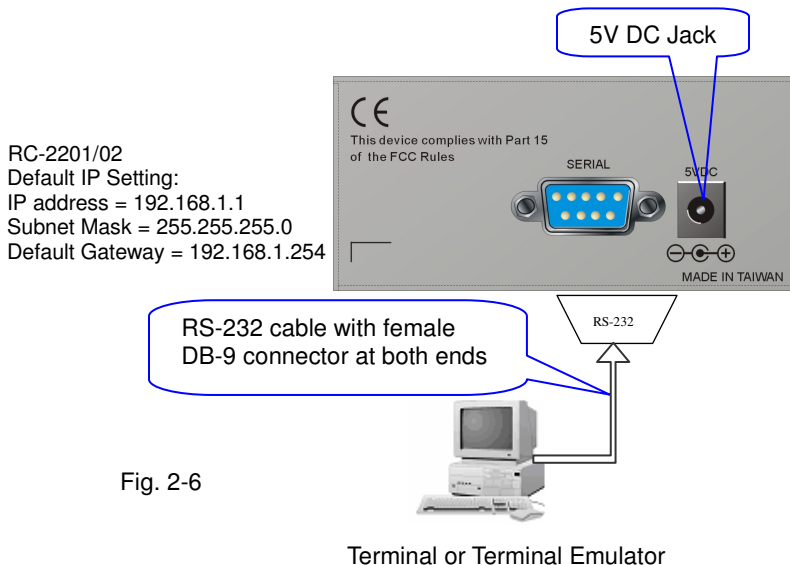 5V DC Jack
CE
This device complies with Part 15
of the FCC Rules
SERIAL
5VDC
MADE IN TAIWAN
RC-2201/02
Default IP Setting:
IP address = 192.168.1.1
Subnet Mask = 255.255.255.0
Default Gateway = 192.168.1.254
RS-232 cable with female
DB-9 connector at both ends
RS-232
Fig. 2-6
Terminal or Terminal Emulator